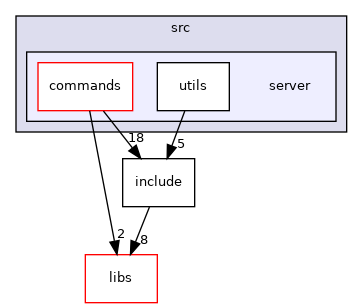 src
commands
utils
server
18
5
include
2
8
libs